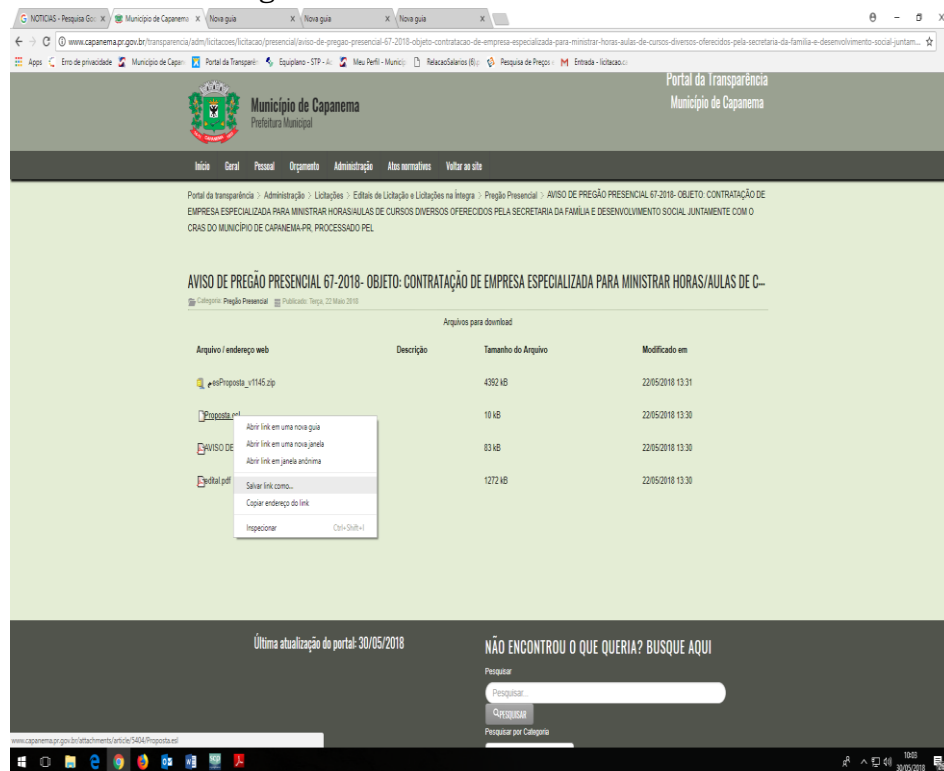 NOTICIAS - Pesquisa Goo
Município de Capanema
Nova guia
Nova guia
Nova guia
www.capanema.pr.gov.br/transparencia/adm/licitacoes/licitacao/presencial/aviso-de-pregao-presencial-67-2018-objeto-contratacao-de-empresa-especializada-para-ministrar-horas-aulas-de-cursos-diversos-oferecidos-pela-secretaria-da-familia-e-desenvolvimento-social-juntam...
Apps Erro de privacidade Município de Capan Portal da Transparên Equiplano - STP - Ac Meu Perfil - Municíp RelacaoSalarios (6).p Pesquisa de Preços - Entrada - licitacao.c
Portal da Transparência
Município de Capanema
Município de Capanema
Prefeitura Municipal
Início Geral Pessoal Orçamento Administração Atos normativos Voltar ao site
Portal da transparência > Administração > Licitações > Editais de Licitação e Licitações na Íntegra > Pregão Presencial > AVISO DE PREGÃO PRESENCIAL 67-2018- OBJETO: CONTRATAÇÃO DE
EMPRESA ESPECIALIZADA PARA MINISTRAR HORAS/AULAS DE CURSOS DIVERSOS OFERECIDOS PELA SECRETARIA DA FAMÍLIA E DESENVOLVIMENTO SOCIAL JUNTAMENTE COM O
CRAS DO MUNICÍPIO DE CAPANEMA-PR, PROCESSADO PEL
AVISO DE PREGÃO PRESENCIAL 67-2018- OBJETO: CONTRATAÇÃO DE EMPRESA ESPECIALIZADA PARA MINISTRAR HORAS/AULAS DE C...
Categoria: Pregão Presencial Publicado: Terça, 22 Maio 2018
Arquivos para download
Arquivo / endereço web Descrição Tamanho do Arquivo Modificado em
esProposta_v1145.zip 4392 kB 22/05/2018 13:31
Proposta.esl 10 kB 22/05/2018 13:30
AVISO DE 83 kB 22/05/2018 13:30
edital.pdf 1272 kB 22/05/2018 13:30
Abrir link em uma nova guia
Abrir link em uma nova janela
Abrir link em janela anônima
Salvar link como...
Copiar endereço do link
Inspecionar Ctrl+Shift+I
Última atualização do portal: 30/05/2018
NÃO ENCONTROU O QUE QUERIA? BUSQUE AQUI
Pesquisar
Pesquisar...
PESQUISAR
Pesquisar por Categoria
www.capanema.pr.gov.br/attachments/article/5404/Proposta.esl
10:03
30/05/2018